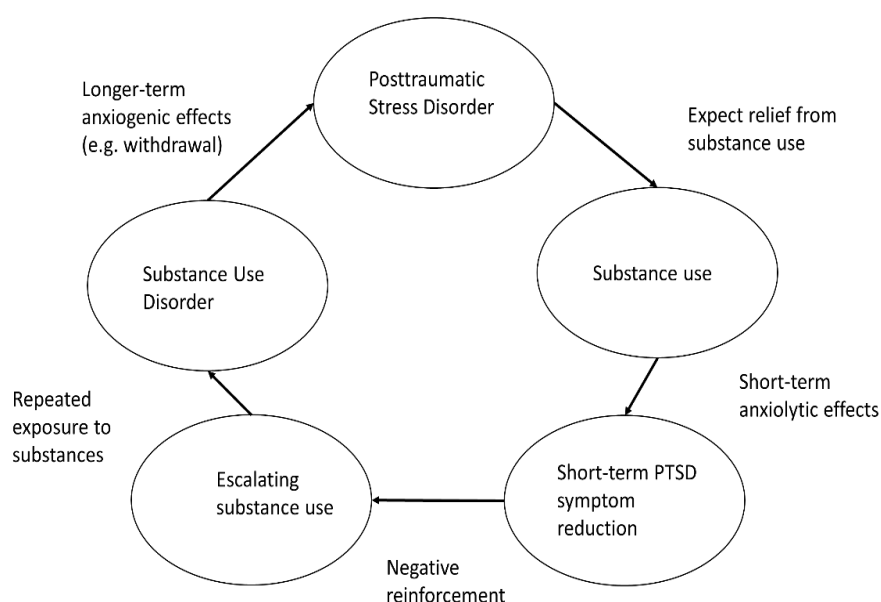 Posttraumatic
Stress Disorder
Expect relief from
substance use
Substance use
Short-term
anxiolytic effects
Short-term PTSD
symptom
reduction
Negative
reinforcement
Escalating
substance use
Repeated
exposure to
substances
Substance Use
Disorder
Longer-term
anxiogenic effects
(e.g. withdrawal)